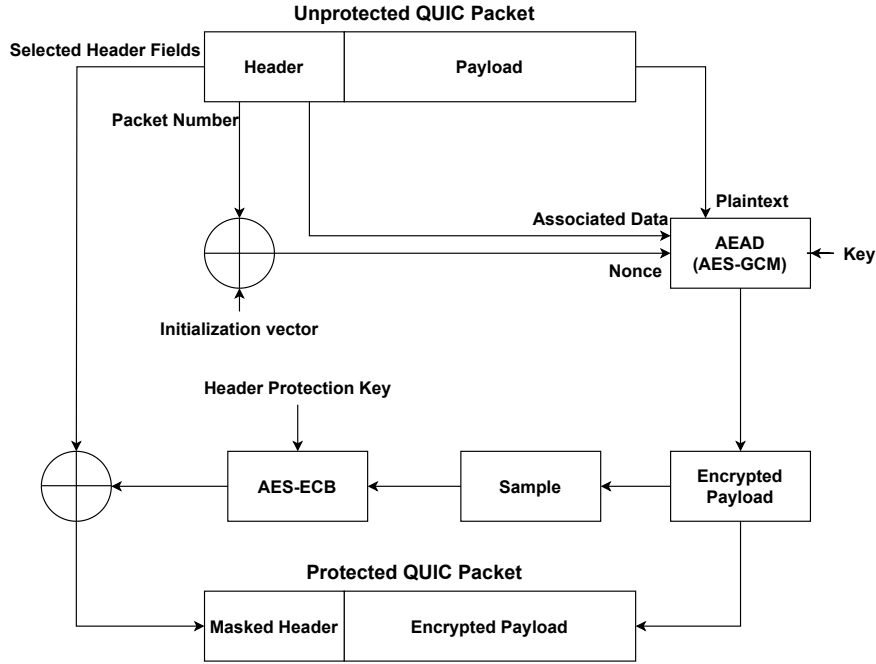 Unprotected QUIC Packet
Selected Header Fields
Header
Payload
Packet Number
Plaintext
Associated Data
AEAD
(AES-GCM)
Key
Nonce
Initialization vector
Header Protection Key
AES-ECB
Sample
Encrypted
Payload
Protected QUIC Packet
Masked Header
Encrypted Payload